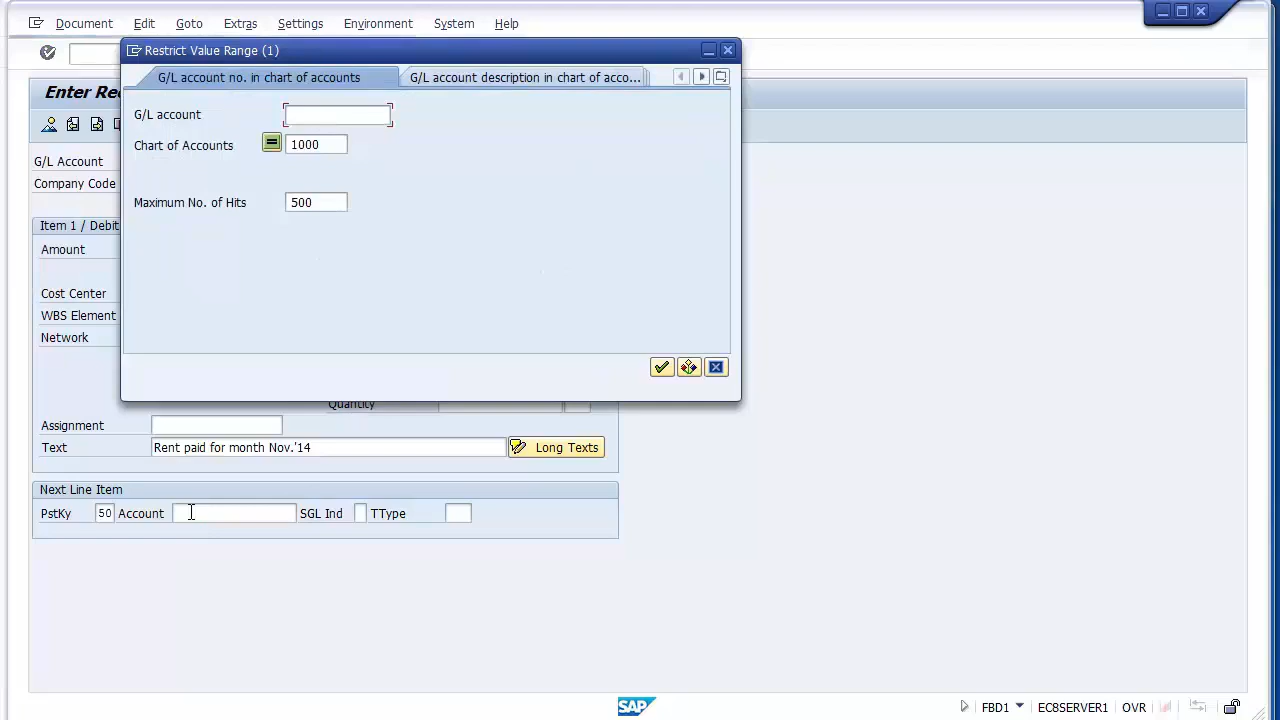 Document Edit Goto Extras Settings Environment System Help
Restrict Value Range (1)
Enter Rec
G/L account no. in chart of accounts G/L account description in chart of acco...
G/L account
Chart of Accounts 1000
Maximum No. of Hits 500
G/L Account
Company Code
Item 1 / Debit
Amount
Cost Center
WBS Element
Network
Quantity
Assignment
Text Rent paid for month Nov.'14 Long Texts
Next Line Item
PstKy 50 Account SGL Ind TType
SAP FBD1 EC8SERVER1 OVR